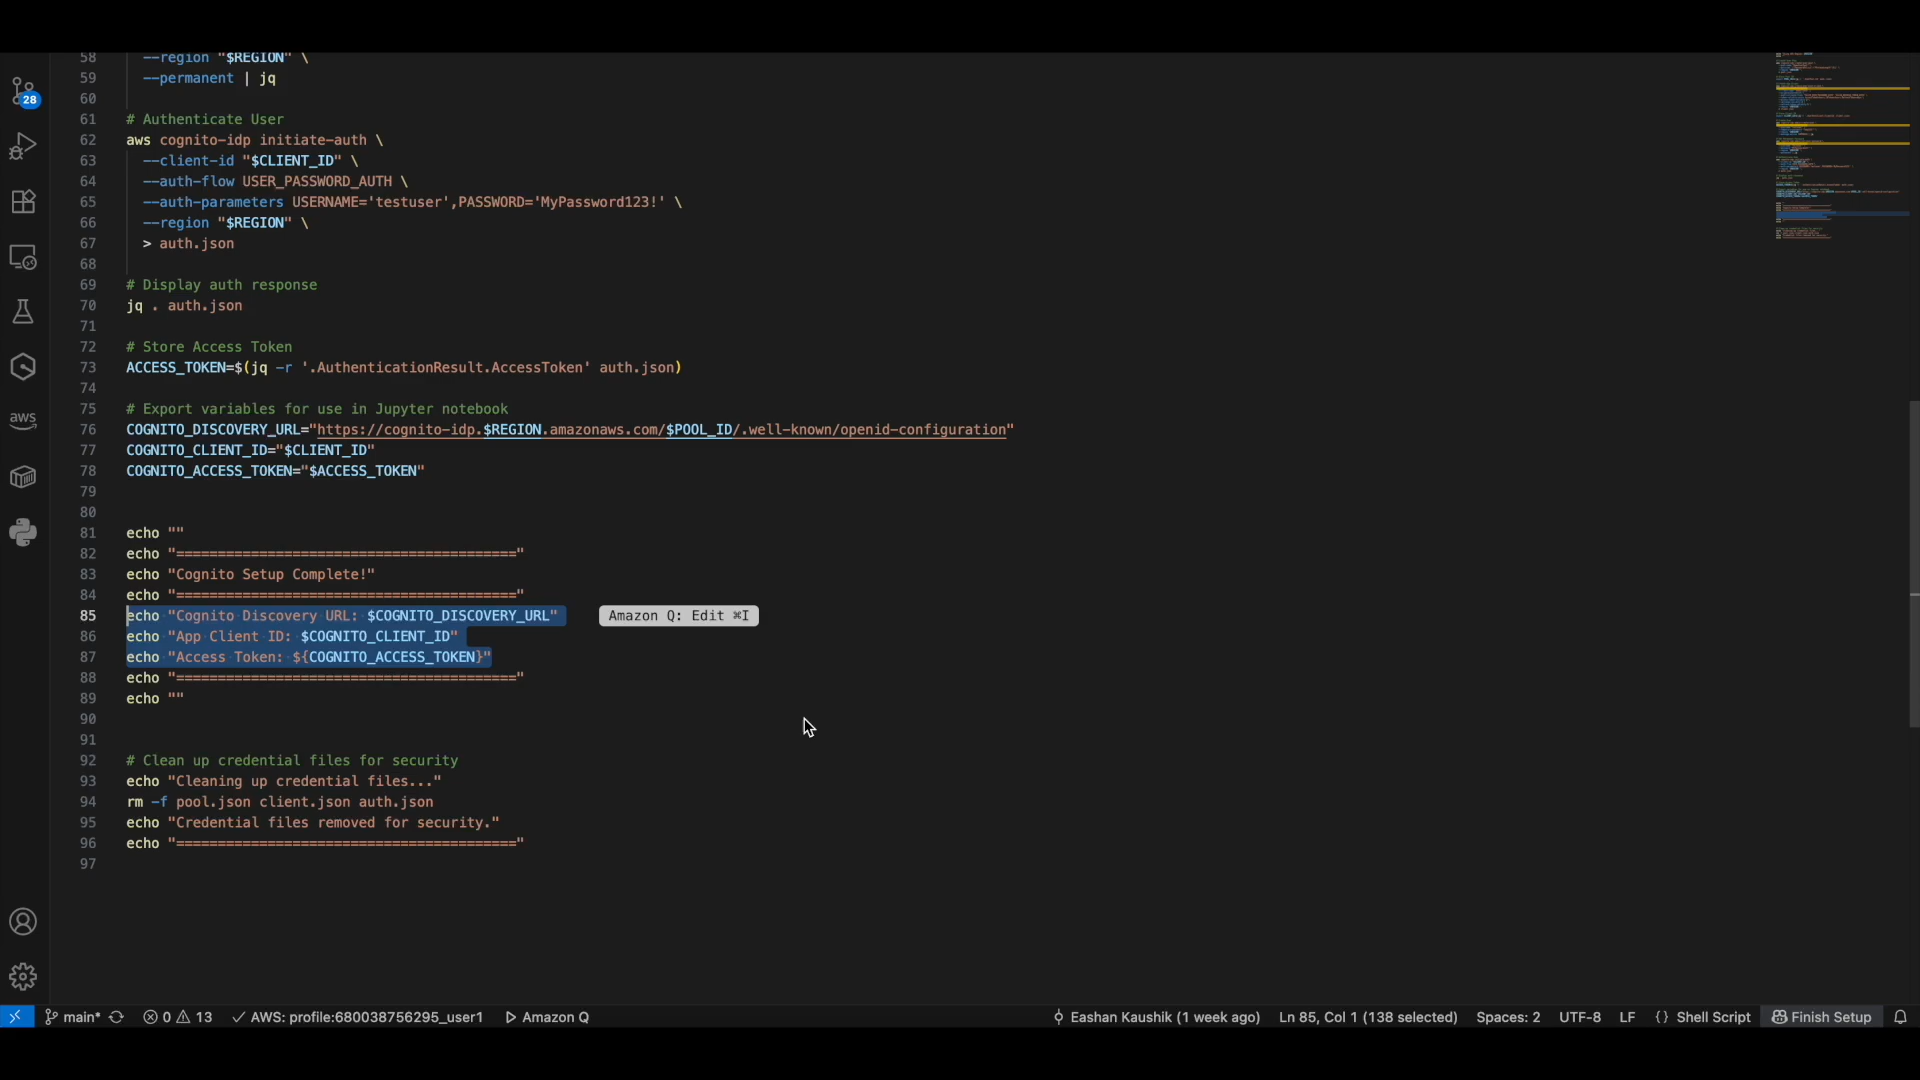 58 --region "$REGION" \
59 --permanent | jq
60
61 # Authenticate User
62 aws cognito-idp initiate-auth \
63 --client-id "$CLIENT_ID" \
64 --auth-flow USER_PASSWORD_AUTH \
65 --auth-parameters USERNAME='testuser',PASSWORD='MyPassword123!' \
66 --region "$REGION" \
67 > auth.json
68
69 # Display auth response
70 jq . auth.json
71
72 # Store Access Token
73 ACCESS_TOKEN=$(jq -r '.AuthenticationResult.AccessToken' auth.json)
74
75 # Export variables for use in Jupyter notebook
76 COGNITO_DISCOVERY_URL="https://cognito-idp.$REGION.amazonaws.com/$POOL_ID/.well-known/openid-configuration"
77 COGNITO_CLIENT_ID="$CLIENT_ID"
78 COGNITO_ACCESS_TOKEN="$ACCESS_TOKEN"
79
80
81 echo ""
82 echo "========================================="
83 echo "Cognito Setup Complete!"
84 echo "========================================="
85 echo "Cognito Discovery URL: $COGNITO_DISCOVERY_URL" Amazon Q: Edit ⌘I
86 echo "App Client ID: $COGNITO_CLIENT_ID"
87 echo "Access Token: ${COGNITO_ACCESS_TOKEN}"
88 echo "========================================="
89 echo ""
90
91
92 # Clean up credential files for security
93 echo "Cleaning up credential files..."
94 rm -f pool.json client.json auth.json
95 echo "Credential files removed for security."
96 echo "========================================="
97
28
aws
main* 0 13 AWS: profile:680038756295_user1 Amazon Q Eashan Kaushik (1 week ago) Ln 85, Col 1 (138 selected) Spaces: 2 UTF-8 LF {} Shell Script Finish Setup